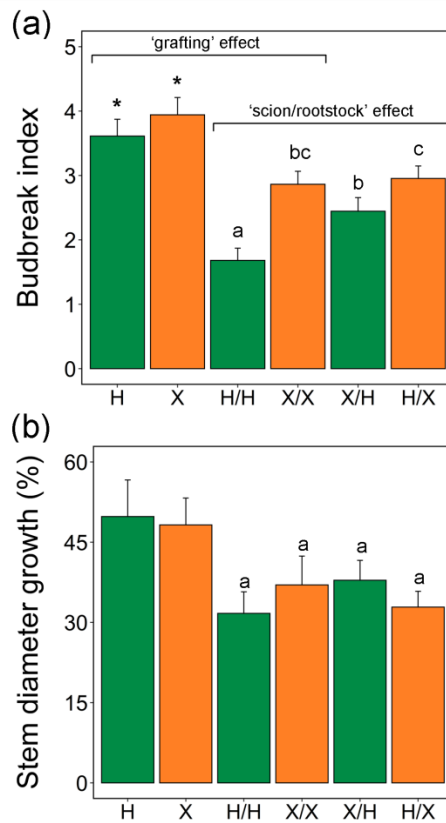 (a)
‘grafting’ effect
‘scion/rootstock’ effect
* * a bc b c
Budbreak index
5
4
3
2
1
0
H X H/H X/X X/H H/X
(b)
a a a a
Stem diameter growth (%)
60
45
30
15
0
H X H/H X/X X/H H/X